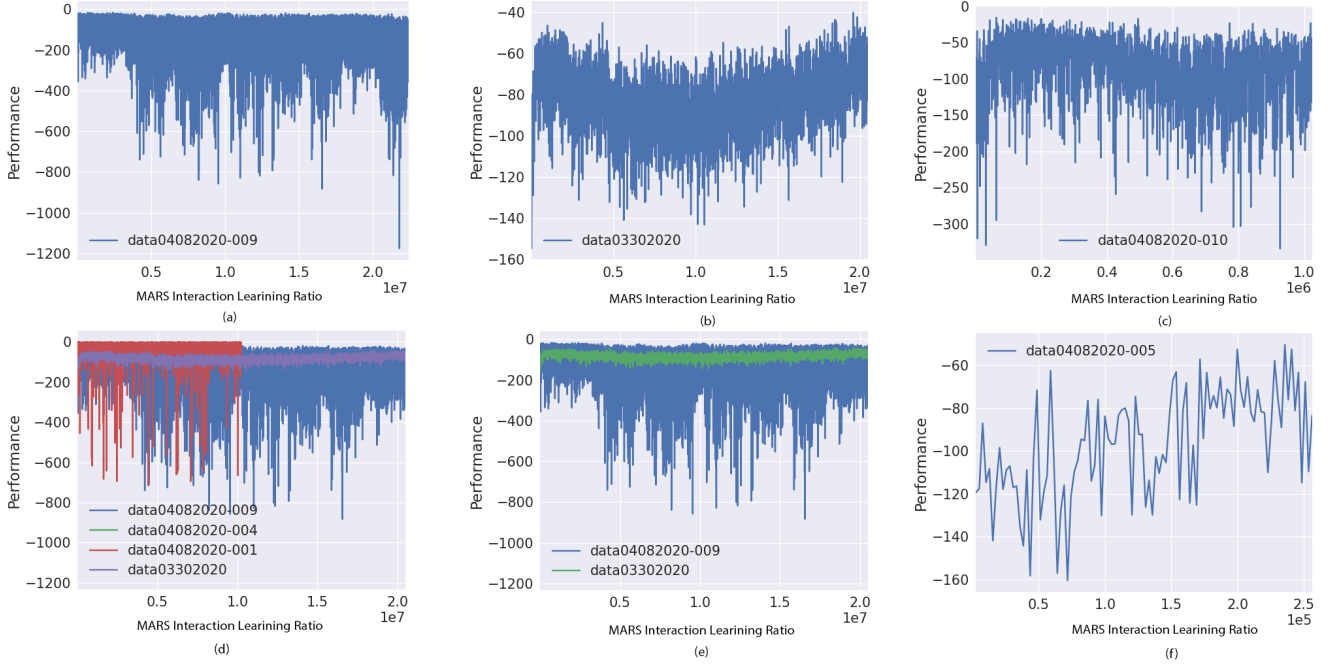 0
−200
−400
−600
−800
−1000
−1200
Performance
data04082020-009
0.5
1.0
1.5
2.0
1e7
MARS Interaction Learining Ratio
(a)
−40
−60
−80
−100
−120
−140
−160
Performance
data03302020
0.5
1.0
1.5
2.0
1e7
MARS Interaction Learining Ratio
(b)
0
−50
−100
−150
−200
−250
−300
Performance
data04082020-010
0.2
0.4
0.6
0.8
1.0
1e6
MARS Interaction Learining Ratio
(c)
0
−200
−400
−600
−800
−1000
−1200
Performance
data04082020-009
data04082020-004
data04082020-001
data03302020
0.5
1.0
1.5
2.0
1e7
MARS Interaction Learining Ratio
(d)
0
−200
−400
−600
−800
−1000
−1200
Performance
data04082020-009
data03302020
0.5
1.0
1.5
2.0
1e7
MARS Interaction Learining Ratio
(e)
data04082020-005
−60
−80
−100
−120
−140
−160
Performance
0.5
1.0
1.5
2.0
2.5
1e5
MARS Interaction Learining Ratio
(f)